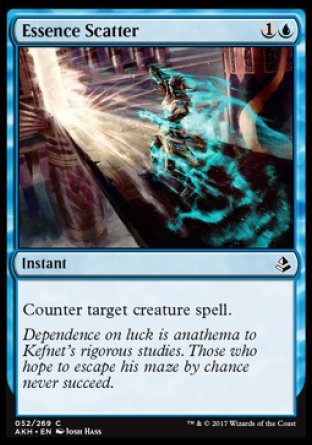 Essence Scatter 1
Instant
Counter target creature spell.
Dependence on luck is anathema to
Kefnet's rigorous studies. Those who
hope to escape his maze by chance
never succeed.
052/269 C
AKH • EN Josh Hass
™ & © 2017 Wizards of the Coast